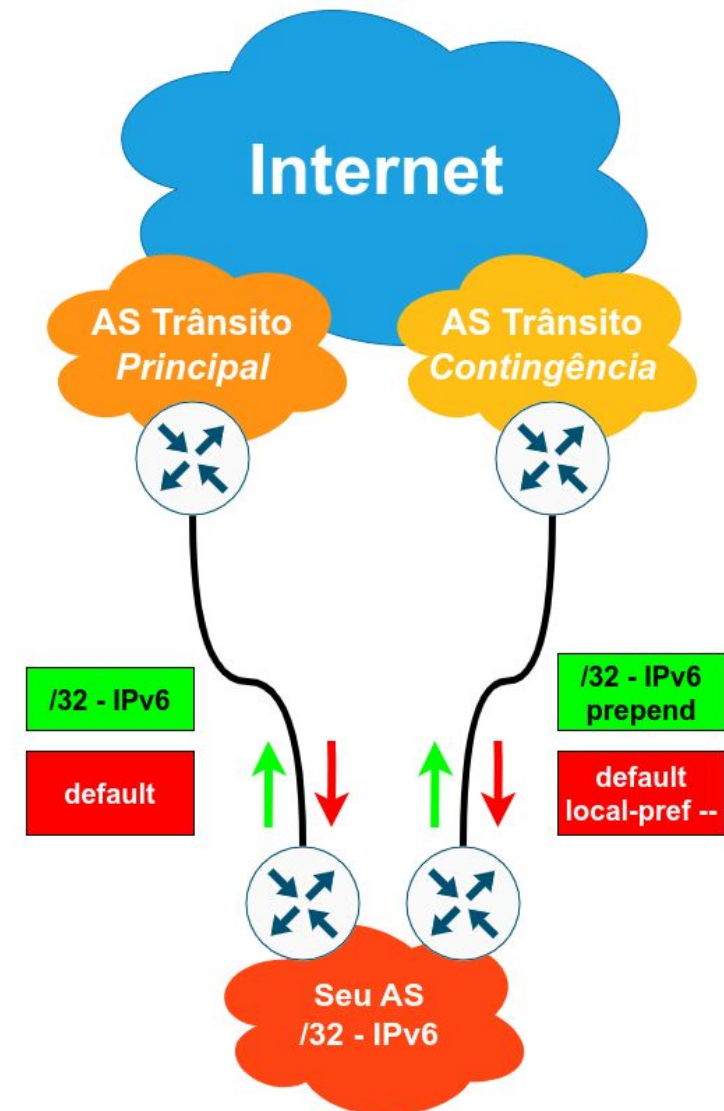 Internet
AS Trânsito
Principal
AS Trânsito
Contingência
/32 - IPv6
default
/32 - IPv6
prepend
default
local-pref --
Seu AS
/32 - IPv6